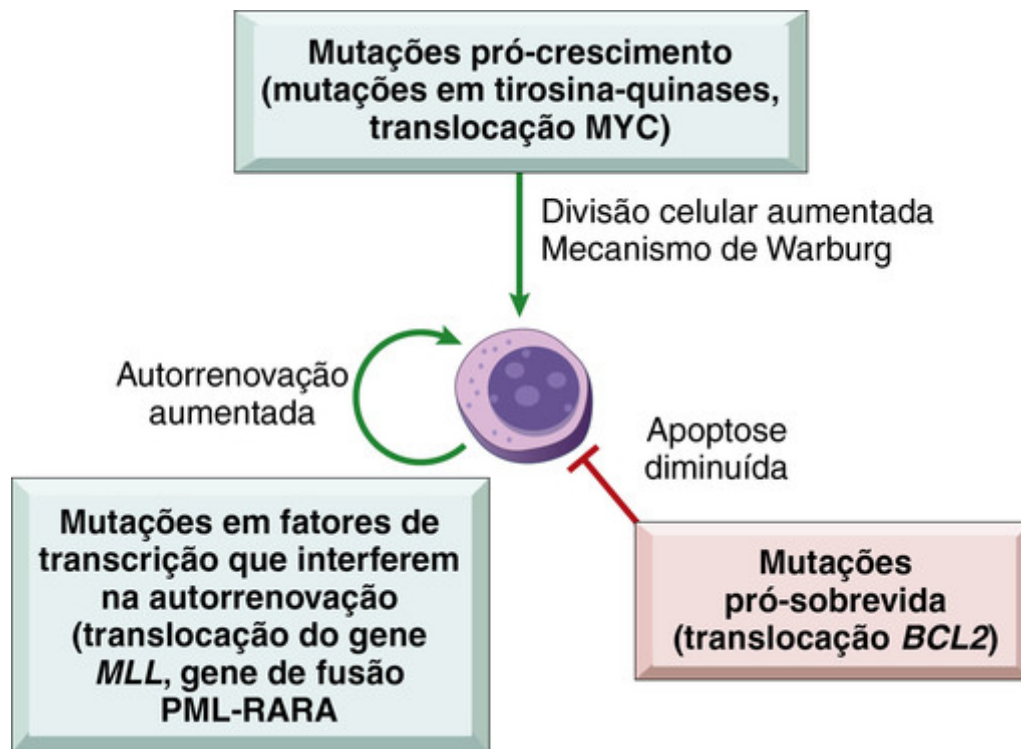 Mutações pró-crescimento
(mutações em tirosina-quinases,
translocação MYC)
Divisão celular aumentada
Mecanismo de Warburg
Autorrenovação
aumentada
Apoptose
diminuída
Mutações em fatores de
transcrição que interferem
na autorrenovação
(translocação do gene
MLL, gene de fusão
PML-RARA
Mutações
pró-sobrevida
(translocação BCL2)